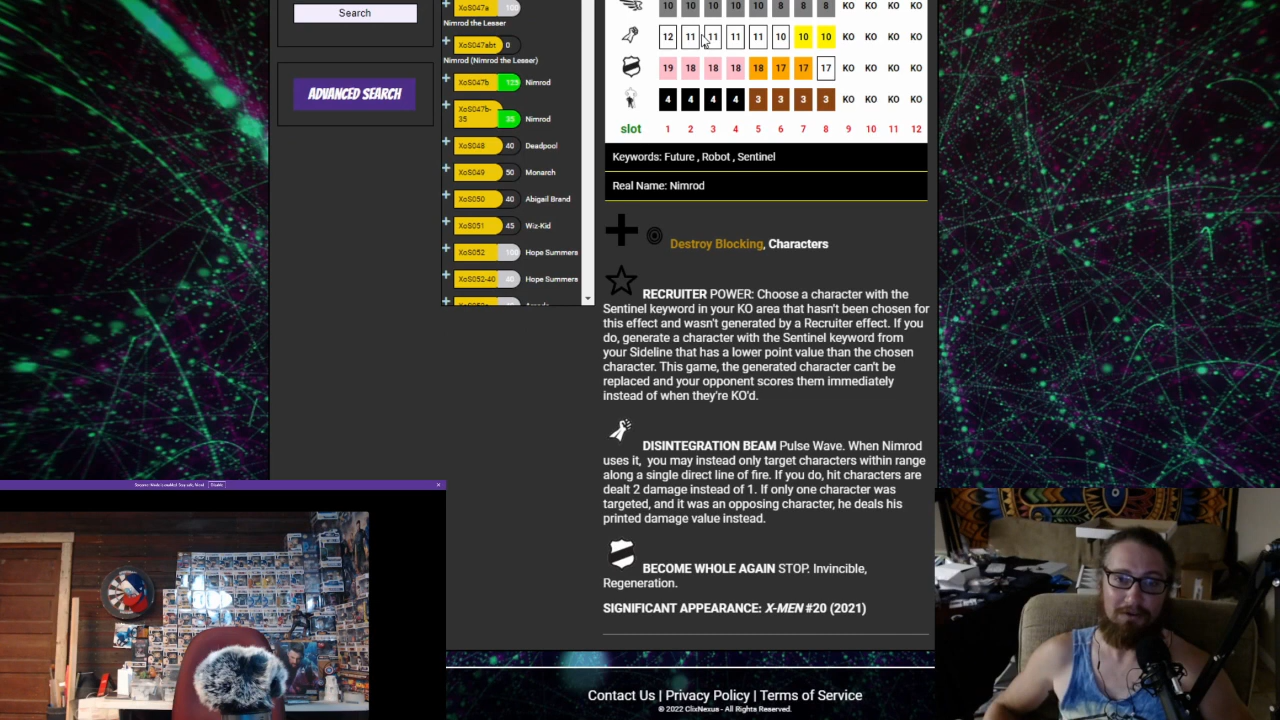 Search
ADVANCED SEARCH
XoS047a 100
Nimrod the Lesser
XoS047abt 0
Nimrod (Nimrod the Lesser)
XoS047b 123 Nimrod
XoS047b-35 35 Nimrod
XoS048 40 Deadpool
XoS049 50 Monarch
XoS050 40 Abigail Brand
XoS051 45 Wiz-Kid
XoS052 100 Hope Summers
XoS052-40 40 Hope Summers
10 10 10 10 10 8 8 8 KO KO KO KO
12 11 11 11 11 10 10 10 KO KO KO KO
19 18 18 18 18 17 17 17 KO KO KO KO
4 4 4 4 3 3 3 3 KO KO KO KO
slot 1 2 3 4 5 6 7 8 9 10 11 12
Keywords: Future , Robot , Sentinel
Real Name: Nimrod
Destroy Blocking, Characters
RECRUITER POWER: Choose a character with the
Sentinel keyword in your KO area that hasn't been chosen for
this effect and wasn't generated by a Recruiter effect. If you
do, generate a character with the Sentinel keyword from
your Sideline that has a lower point value than the chosen
character. This game, the generated character can't be
replaced and your opponent scores them immediately
instead of when they're KO'd.
DISINTEGRATION BEAM Pulse Wave. When Nimrod
uses it, you may instead only target characters within range
along a single direct line of fire. If you do, hit characters are
dealt 2 damage instead of 1. If only one character was
targeted, and it was an opposing character, he deals his
printed damage value instead.
BECOME WHOLE AGAIN STOP. Invincible,
Regeneration.
SIGNIFICANT APPEARANCE: X-MEN #20 (2021)
Contact Us | Privacy Policy | Terms of Service
© 2022 ClixNexus - All Rights Reserved.